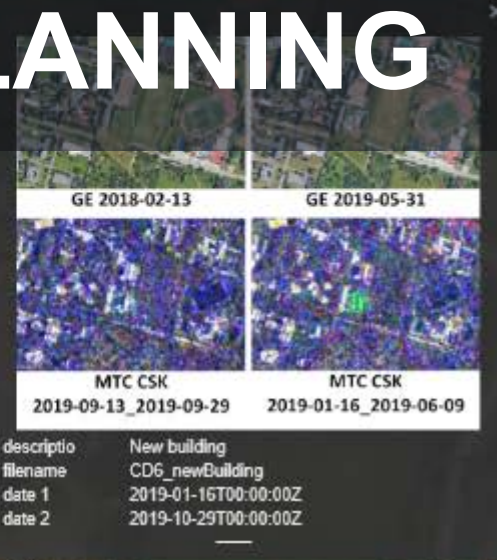 LANNING
GE 2018-02-13 GE 2019-05-31
MTC CSK MTC CSK
2019-09-13_2019-09-29 2019-01-16_2019-06-09
descriptio New building
filename CD6_newBuilding
date 1 2019-01-16T00:00:00Z
date 2 2019-10-29T00:00:00Z